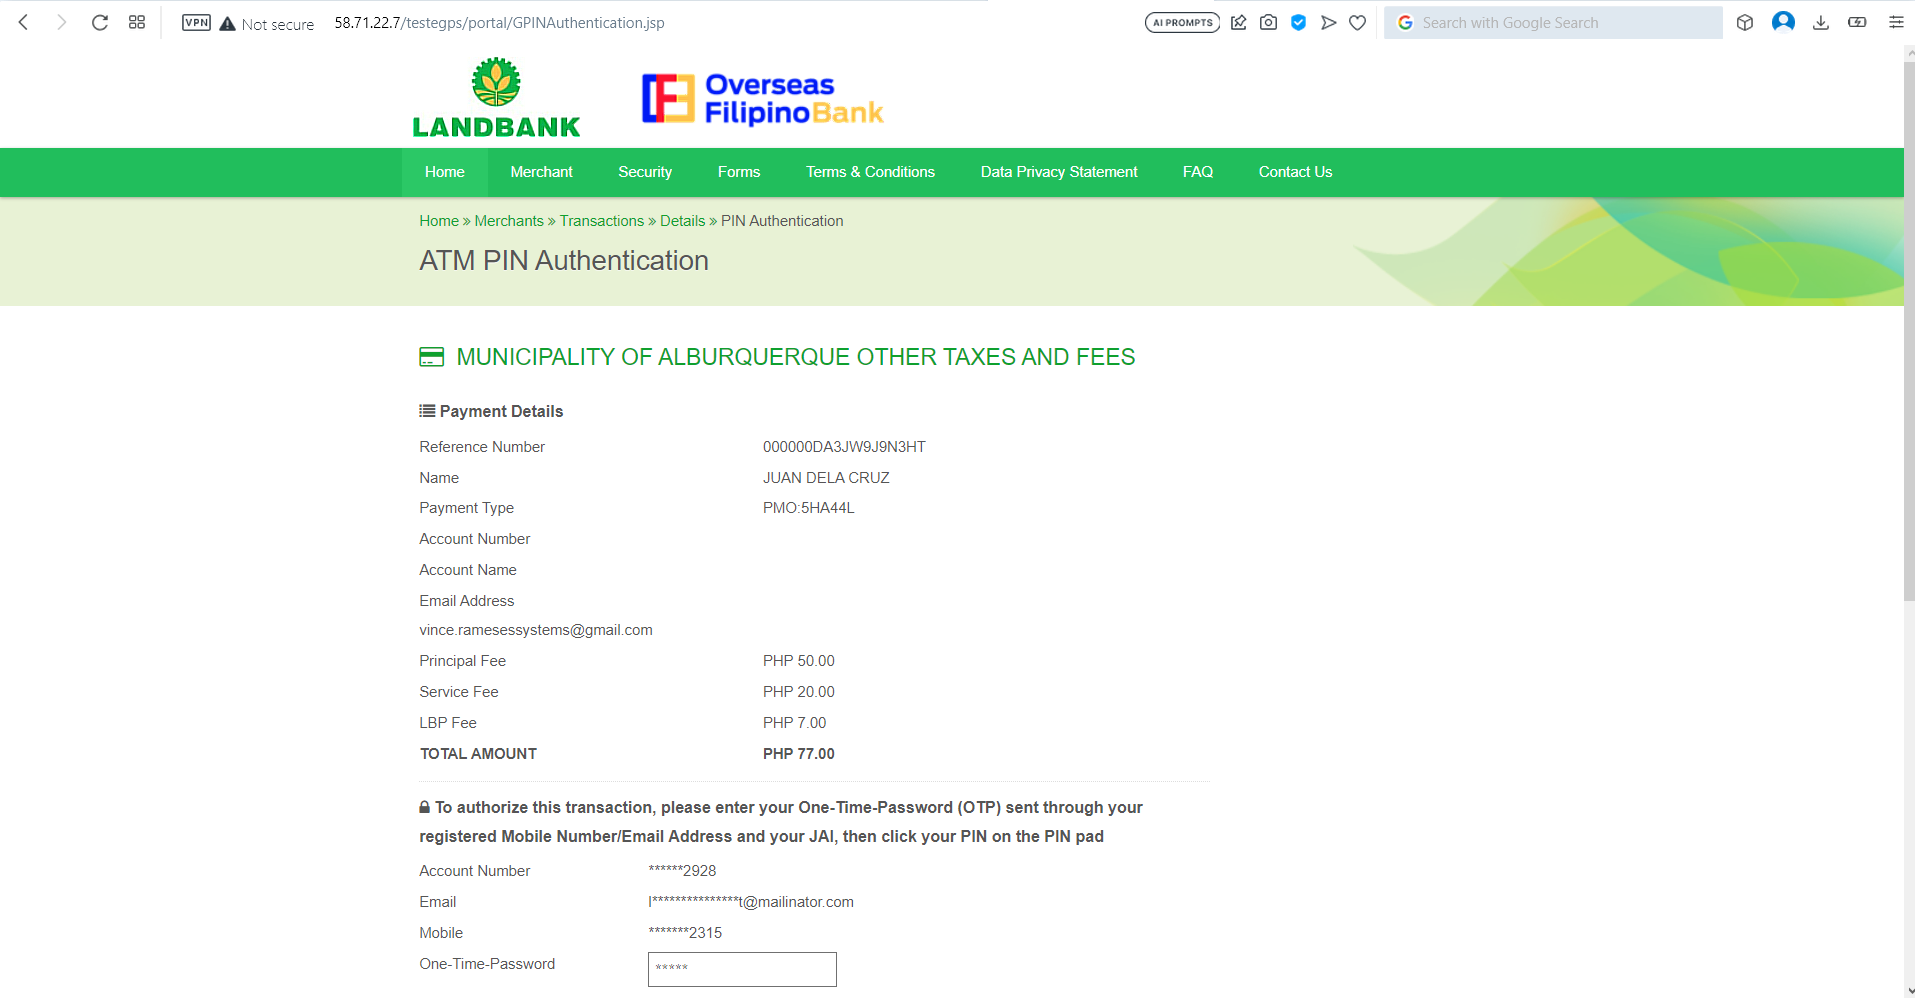 VPN Not secure 58.71.22.7/testegps/portal/GPINAuthentication.jsp AI PROMPTS Search with Google Search
LANDBANK
Overseas
FilipinoBank
Home Merchant Security Forms Terms & Conditions Data Privacy Statement FAQ Contact Us
Home » Merchants » Transactions » Details » PIN Authentication
ATM PIN Authentication
MUNICIPALITY OF ALBURQUERQUE OTHER TAXES AND FEES
Payment Details
Reference Number 000000DA3JW9J9N3HT
Name JUAN DELA CRUZ
Payment Type PMO:5HA44L
Account Number
Account Name
Email Address
vince.ramesessystems@gmail.com
Principal Fee PHP 50.00
Service Fee PHP 20.00
LBP Fee PHP 7.00
TOTAL AMOUNT PHP 77.00
To authorize this transaction, please enter your One-Time-Password (OTP) sent through your
registered Mobile Number/Email Address and your JAI, then click your PIN on the PIN pad
Account Number ******2928
Email l***************t@mailinator.com
Mobile *******2315
One-Time-Password *****